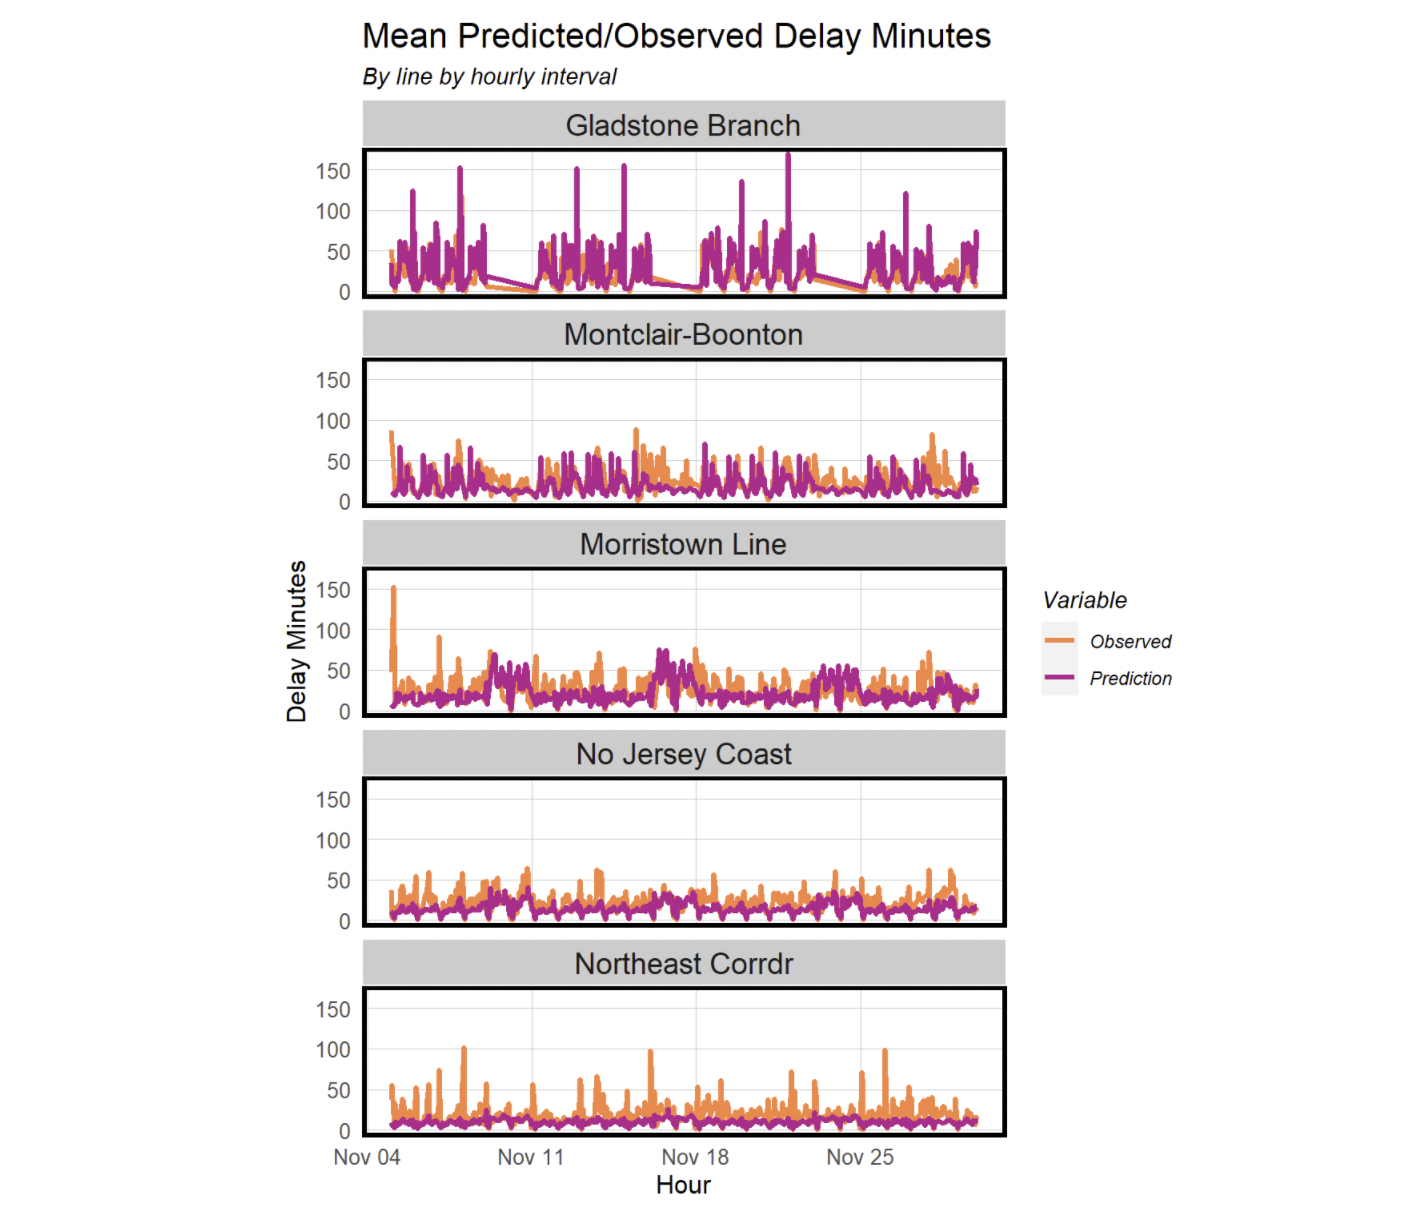 Mean Predicted/Observed Delay Minutes
By line by hourly interval
Gladstone Branch
150
100
50
0
Montclair-Boonton
150
100
50
0
Morristown Line
150
100
50
0
No Jersey Coast
150
100
50
0
Northeast Corrdr
150
100
50
0
Nov 04 Nov 11 Nov 18 Nov 25
Hour
Delay Minutes
Variable
Observed
Prediction